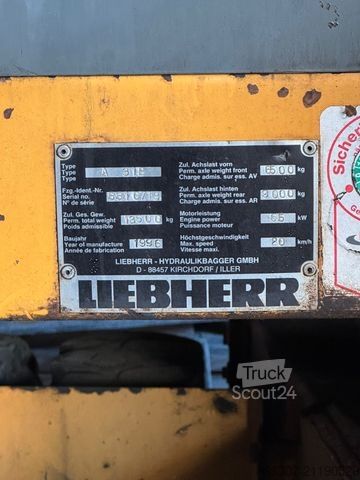 Type
Type
Type
A 31
Zul. Achslast vorn
Perm. axle weight front
Charge admis. sur ess. AV
6500 kg
Fzg.-Ident.-Nr.
Serial no.
N° de série
Zul. Achslast hinten
Perm. axle weight rear
Charge admis. sur ess. AR
kg
Zul. Ges. Gew.
Perm. total weight
Poids admissible
13500 kg
Motorleistung
Engine power
Puissance moteur
kW
Baujahr
Year of manufacture
Année de fabrication
1996
Höchstgeschwindigkeit
Max. speed
Vitesse maxi.
20 km/h
LIEBHERR - HYDRAULIKBAGGER GMBH
D - 88457 KIRCHDORF / ILLER
LIEBHERR
Truck
Scout24